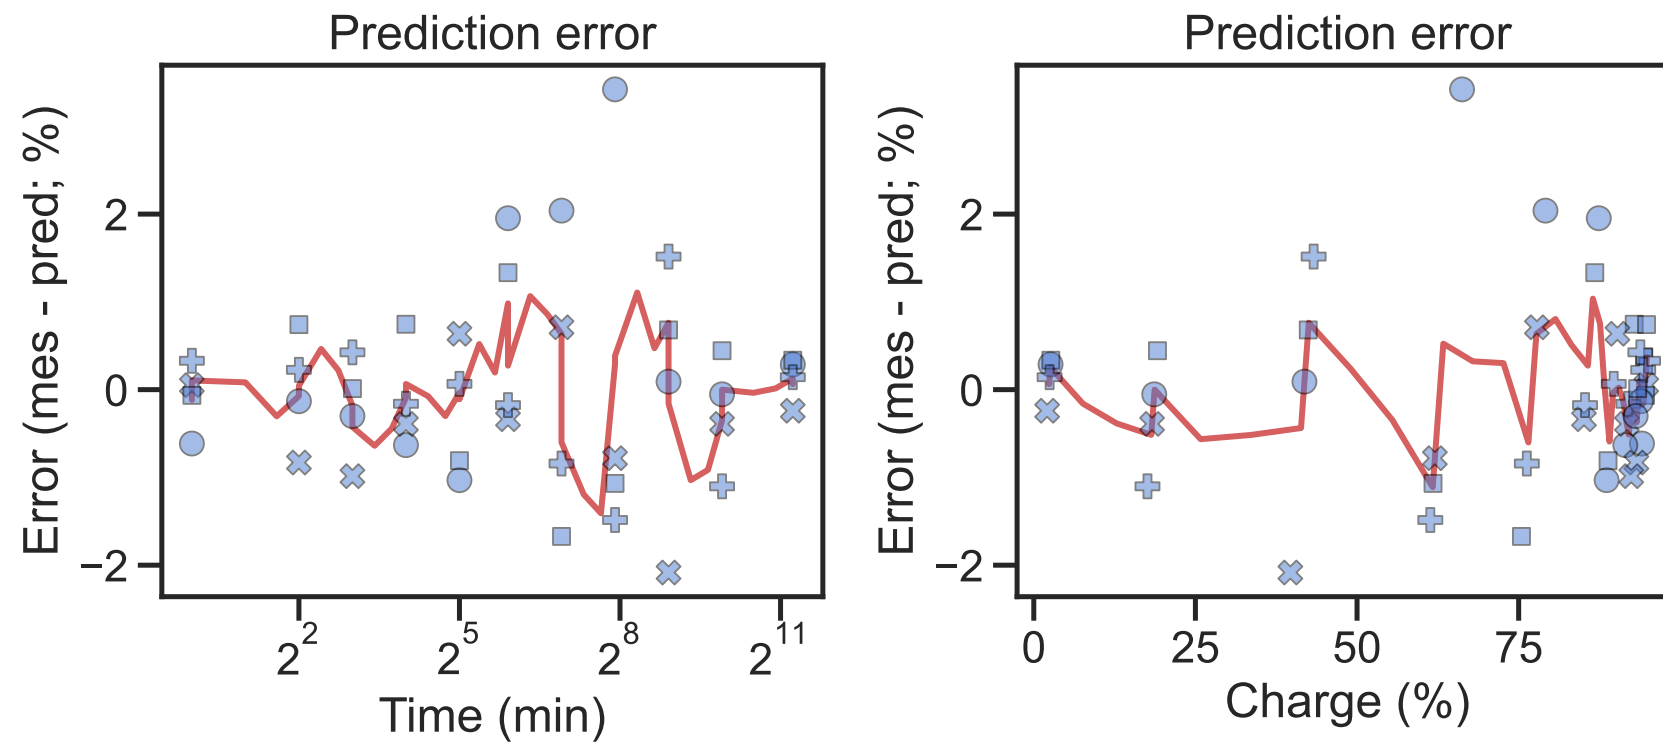 Prediction error
Error (mes - pred; %)
2
0
−2
2^2
2^5
2^8
2^11
Time (min)
Prediction error
Error (mes - pred; %)
2
0
−2
0
25
50
75
Charge (%)